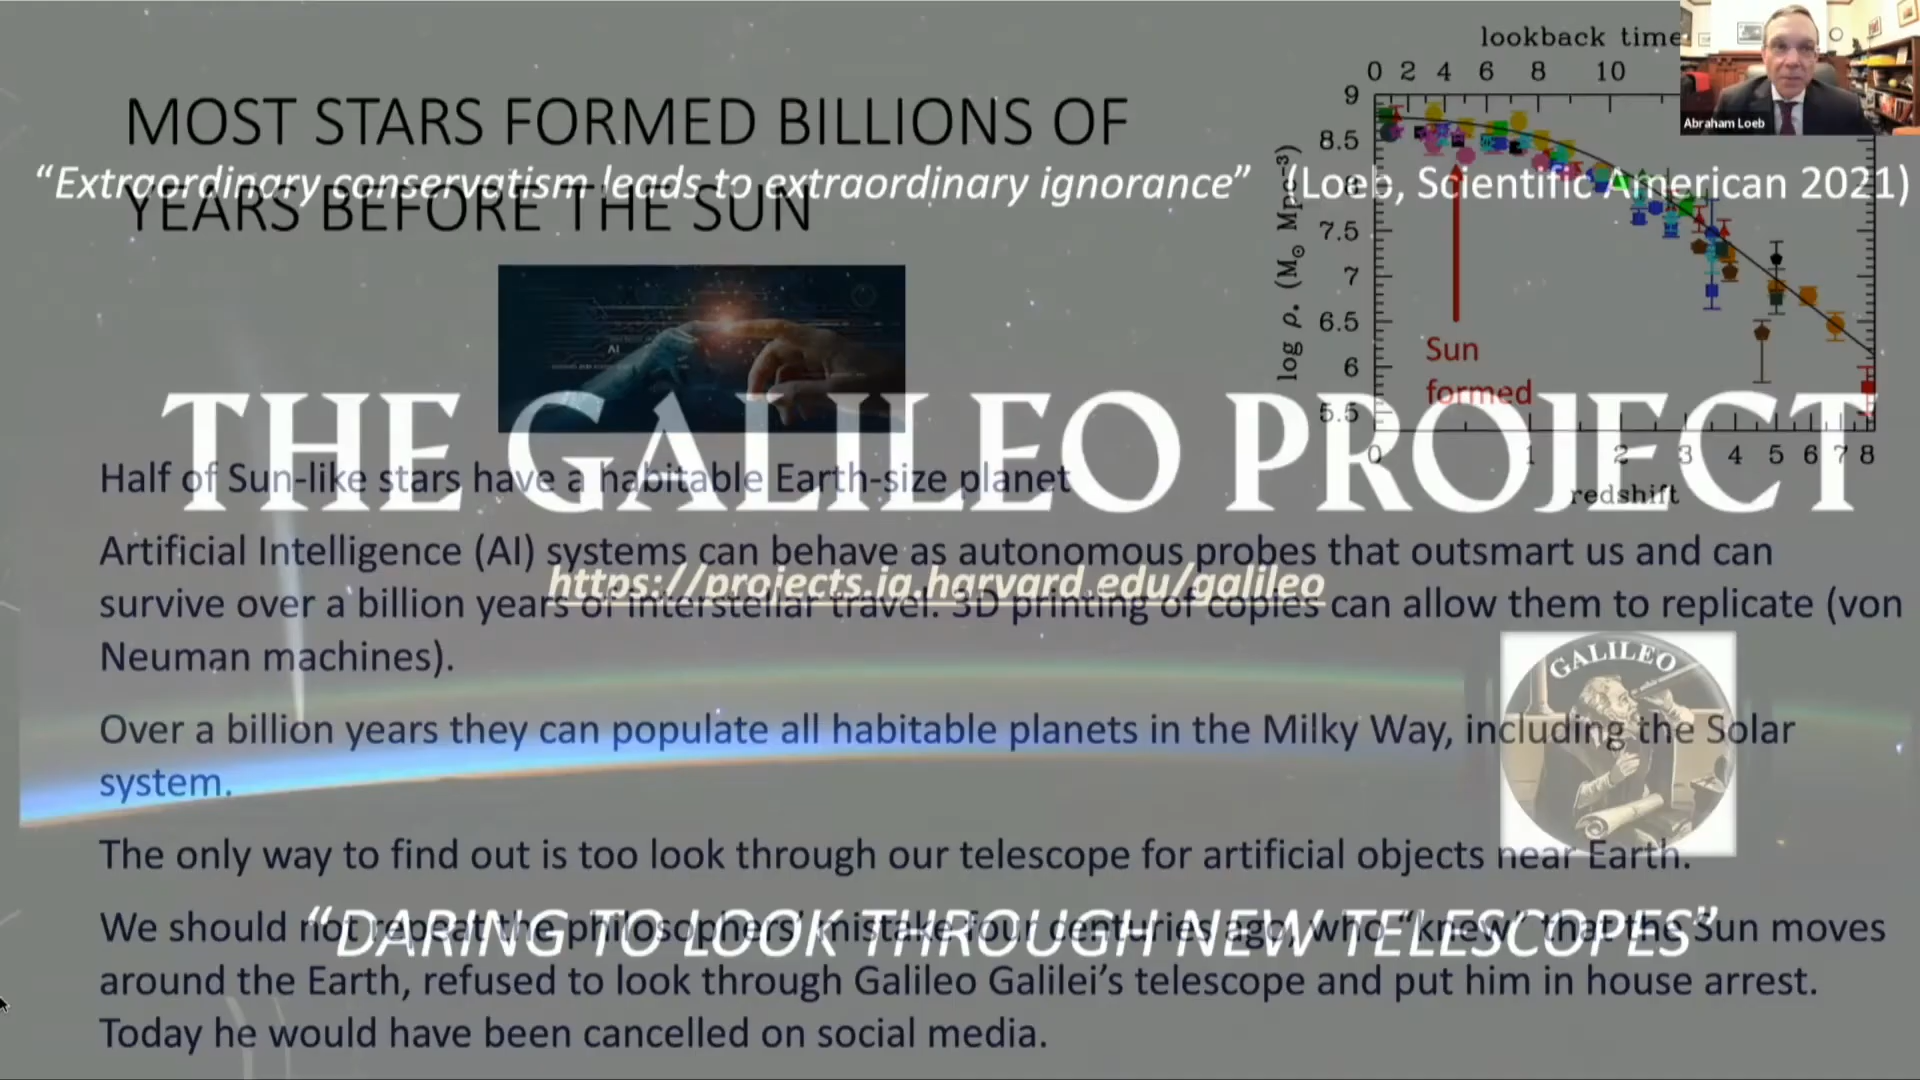 lookback time
0 2 4 6 8 10
Abraham Loeb
MOST STARS FORMED BILLIONS OF
YEARS BEFORE THE SUN
“Extraordinary conservatism leads to extraordinary ignorance” (Loeb, Scientific American 2021)
9
8.5
8
7.5
7
6.5
6
5.5
log ρ. (M⊙ Mpc⁻³)
Sun
formed
0 1 2 3 4 5 6 7 8
redshift
AI
THE GALILEO PROJECT
Half of Sun-like stars have a habitable Earth-size planet
Artificial Intelligence (AI) systems can behave as autonomous probes that outsmart us and can
https://projects.iq.harvard.edu/galileo
survive over a billion years of interstellar travel. 3D printing of copies can allow them to replicate (von
Neuman machines).
GALILEO
Over a billion years they can populate all habitable planets in the Milky Way, including the Solar
system.
The only way to find out is too look through our telescope for artificial objects near Earth.
“DARING TO LOOK THROUGH NEW TELESCOPES”
We should not repeat the philosophers’ mistake four centuries ago, who “knew” that the Sun moves
around the Earth, refused to look through Galileo Galilei’s telescope and put him in house arrest.
Today he would have been cancelled on social media.